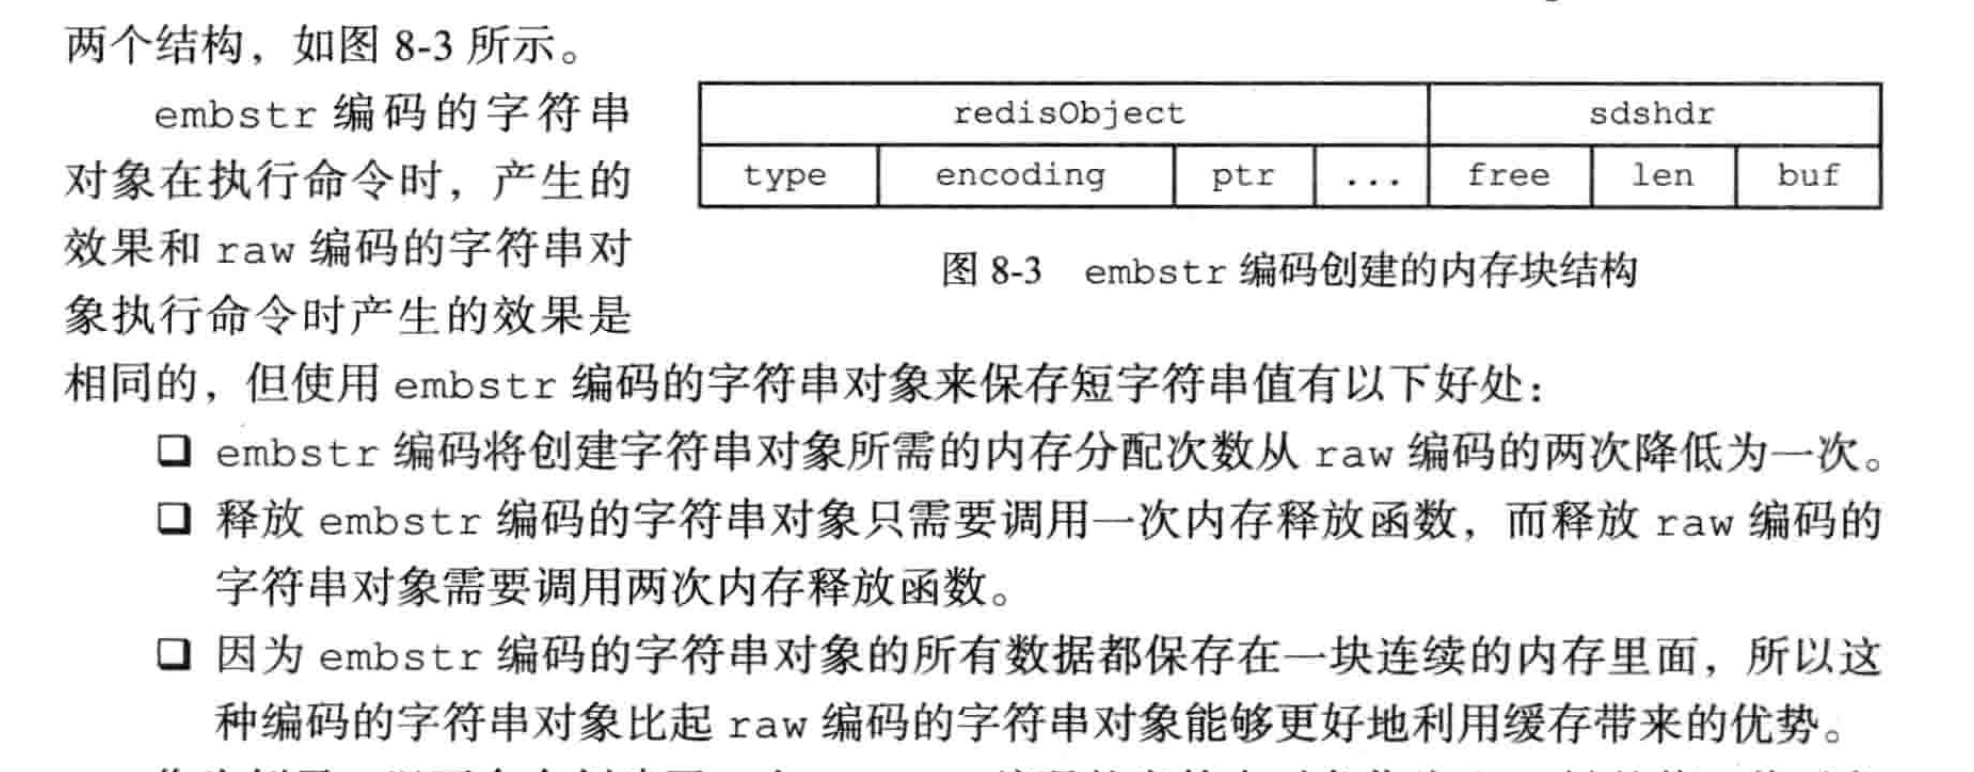 两个结构，如图 8-3 所示。
embstr 编码的字符串
对象在执行命令时，产生的
效果和 raw 编码的字符串对
象执行命令时产生的效果是
redisObject sdshdr
type encoding ptr ... free len buf
图 8-3 embstr 编码创建的内存块结构
相同的，但使用 embstr 编码的字符串对象来保存短字符串值有以下好处：
❑ embstr 编码将创建字符串对象所需的内存分配次数从 raw 编码的两次降低为一次。
❑ 释放 embstr 编码的字符串对象只需要调用一次内存释放函数，而释放 raw 编码的
字符串对象需要调用两次内存释放函数。
❑ 因为 embstr 编码的字符串对象的所有数据都保存在一块连续的内存里面，所以这
种编码的字符串对象比起 raw 编码的字符串对象能够更好地利用缓存带来的优势。